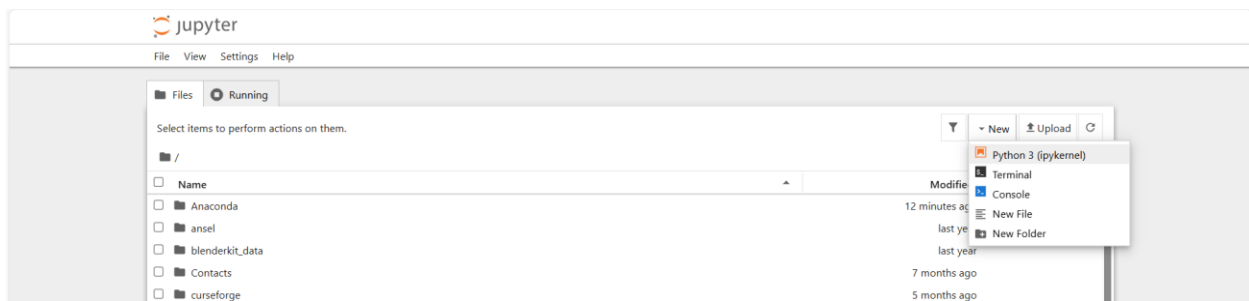 jupyter
File View Settings Help
Files Running
Select items to perform actions on them.
New Upload
/
Python 3 (ipykernel)
Terminal
Console
New File
New Folder
Name Modifie
Anaconda 12 minutes ag
ansel last ye
blenderkit_data last year
Contacts 7 months ago
curseforge 5 months ago